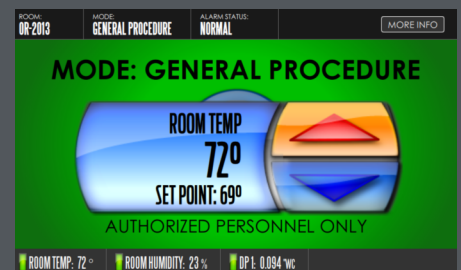 ROOM: MODE: ALARM STATUS:
OR-2013 GENERAL PROCEDURE NORMAL MORE INFO
MODE: GENERAL PROCEDURE
ROOM TEMP
72º
SET POINT: 69º
AUTHORIZED PERSONNEL ONLY
ROOM TEMP: 72 º ROOM HUMIDITY: 23 % DP 1: 0.094 "WC